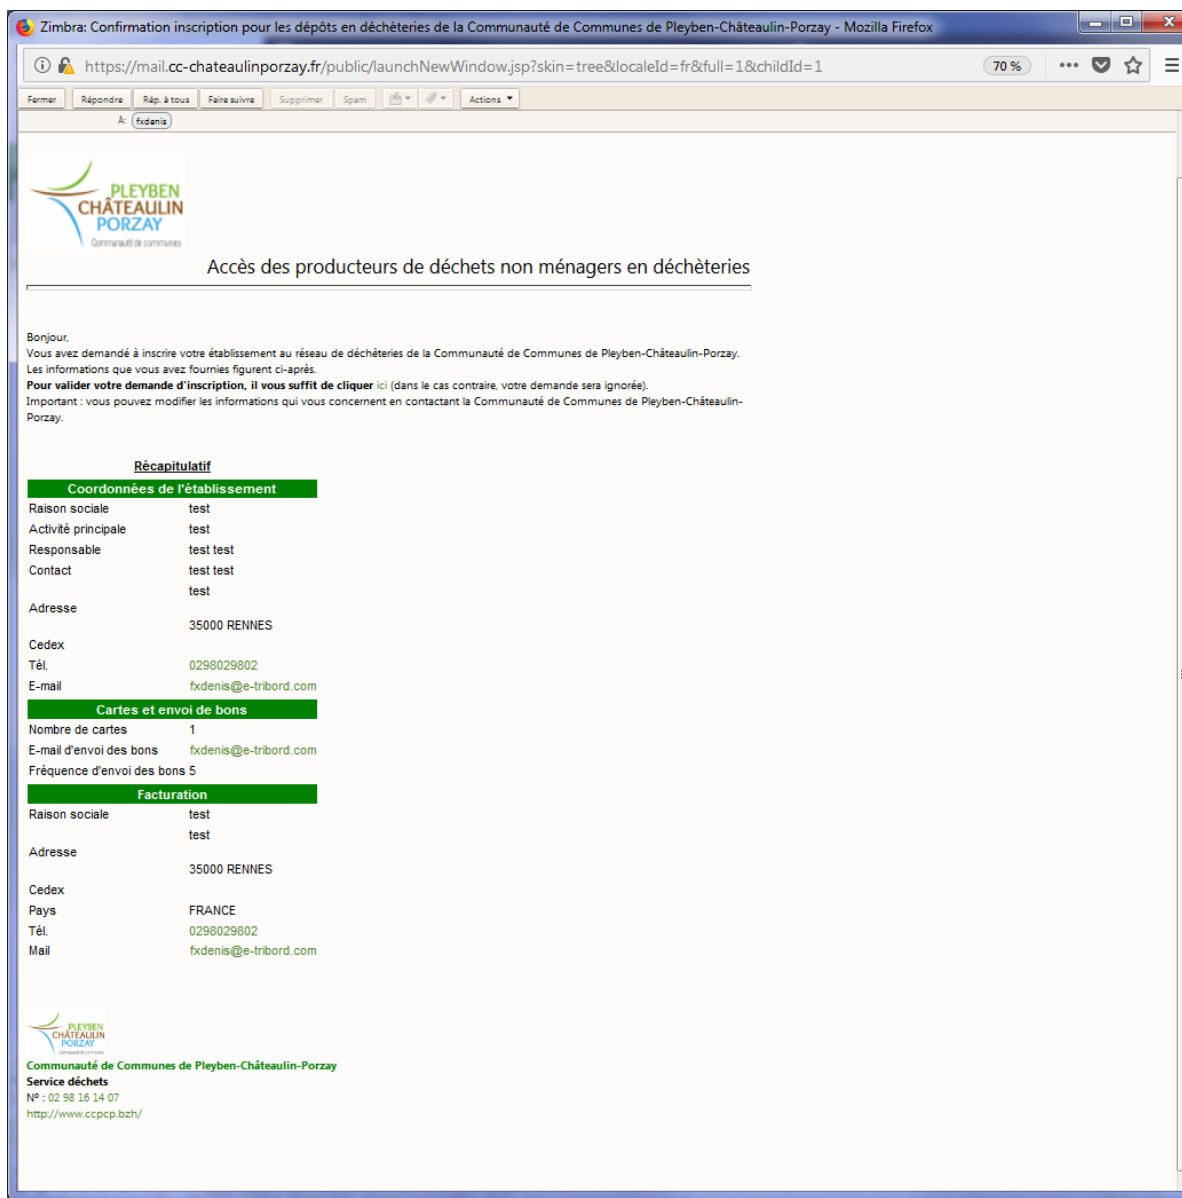 Zimbra: Confirmation inscription pour les dépôts en déchèteries de la Communauté de Communes de Pleyben-Châteaulin-Porzay - Mozilla Firefox
https://mail.cc-chateaulinporzay.fr/public/launchNewWindow.jsp?skin=tree&localeId=fr&full=1&childId=1
70 %
Fermer Répondre Rép. à tous Faire suivre Supprimer Spam Actions
À: fxdenis
PLEYBEN
CHÂTEAULIN
PORZAY
Communauté de communes
Accès des producteurs de déchets non ménagers en déchèteries
Bonjour,
Vous avez demandé à inscrire votre établissement au réseau de déchèteries de la Communauté de Communes de Pleyben-Châteaulin-Porzay.
Les informations que vous avez fournies figurent ci-après.
Pour valider votre demande d'inscription, il vous suffit de cliquer ici (dans le cas contraire, votre demande sera ignorée).
Important : vous pouvez modifier les informations qui vous concernent en contactant la Communauté de Communes de Pleyben-Châteaulin-
Porzay.
Récapitulatif
Coordonnées de l'établissement
Raison sociale test
Activité principale test
Responsable test test
Contact test test
test
Adresse
35000 RENNES
Cedex
Tél. 0298029802
E-mail fxdenis@e-tribord.com
Cartes et envoi de bons
Nombre de cartes 1
E-mail d'envoi des bons fxdenis@e-tribord.com
Fréquence d'envoi des bons 5
Facturation
Raison sociale test
test
Adresse
35000 RENNES
Cedex
Pays FRANCE
Tél. 0298029802
Mail fxdenis@e-tribord.com
PLEYBEN
CHÂTEAULIN
PORZAY
Communauté de communes
Communauté de Communes de Pleyben-Châteaulin-Porzay
Service déchets
N° : 02 98 16 14 07
http://www.ccpcp.bzh/